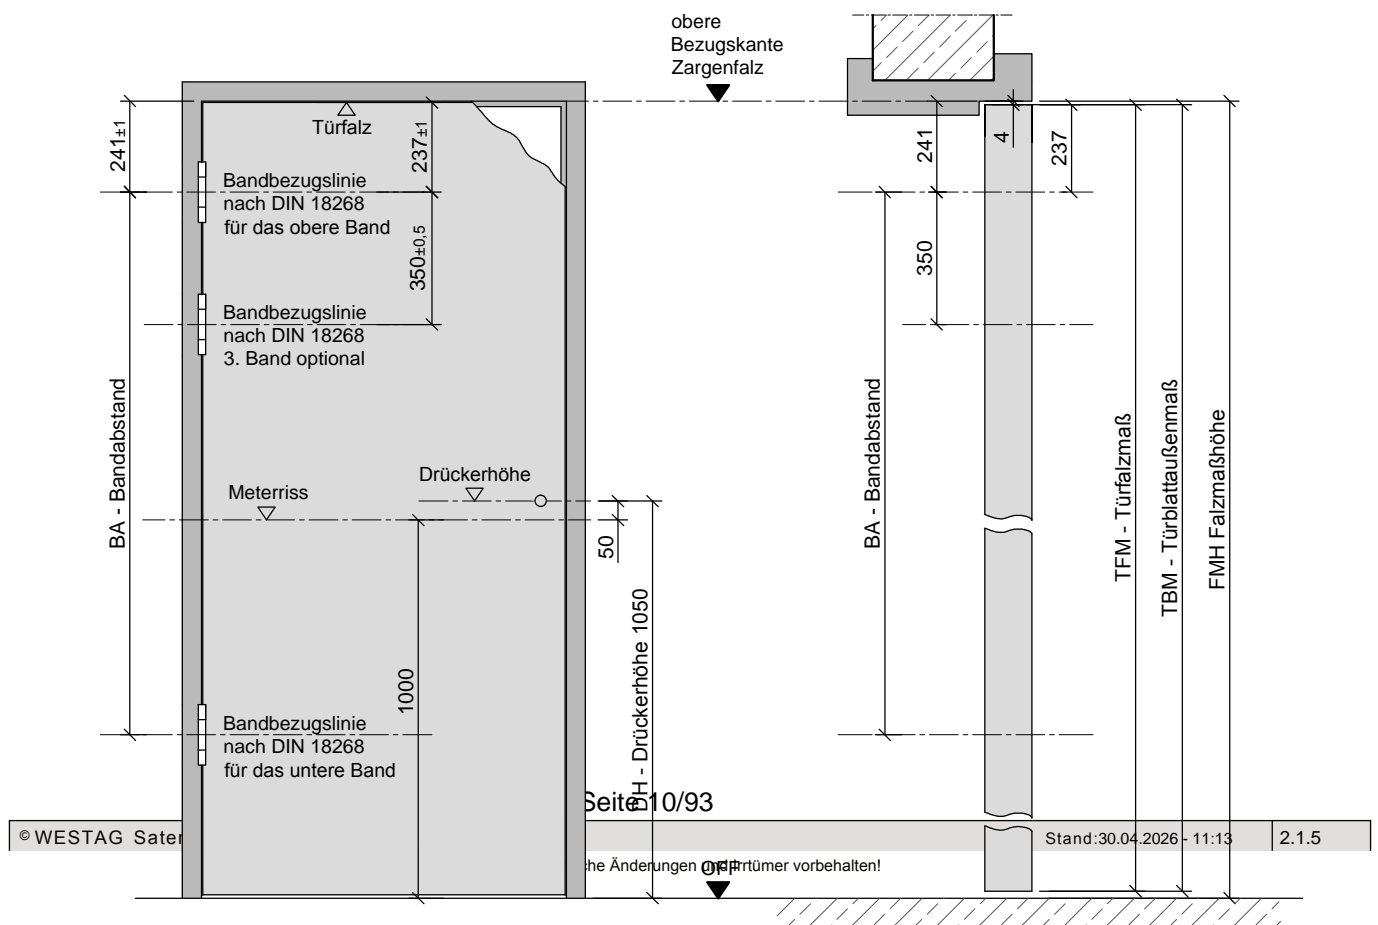 obere
Bezugskante
Zargenfalz
Türfalz
241±1
237±1
Bandbezugslinie
nach DIN 18268
für das obere Band
350±0,5
Bandbezugslinie
nach DIN 18268
3. Band optional
BA - Bandabstand
Drückerhöhe
Meterriss
50
1000
DH - Drückerhöhe 1050
Bandbezugslinie
nach DIN 18268
für das untere Band
241
4
237
350
BA - Bandabstand
TFM - Türfalzmaß
TBM - Türblattaußenmaß
FMH Falzmaßhöhe
Seite 10/93
© WESTAG Sater
Stand:30.04.2026 - 11:13
2.1.5
che Änderungen und Irrtümer vorbehalten!
OFF